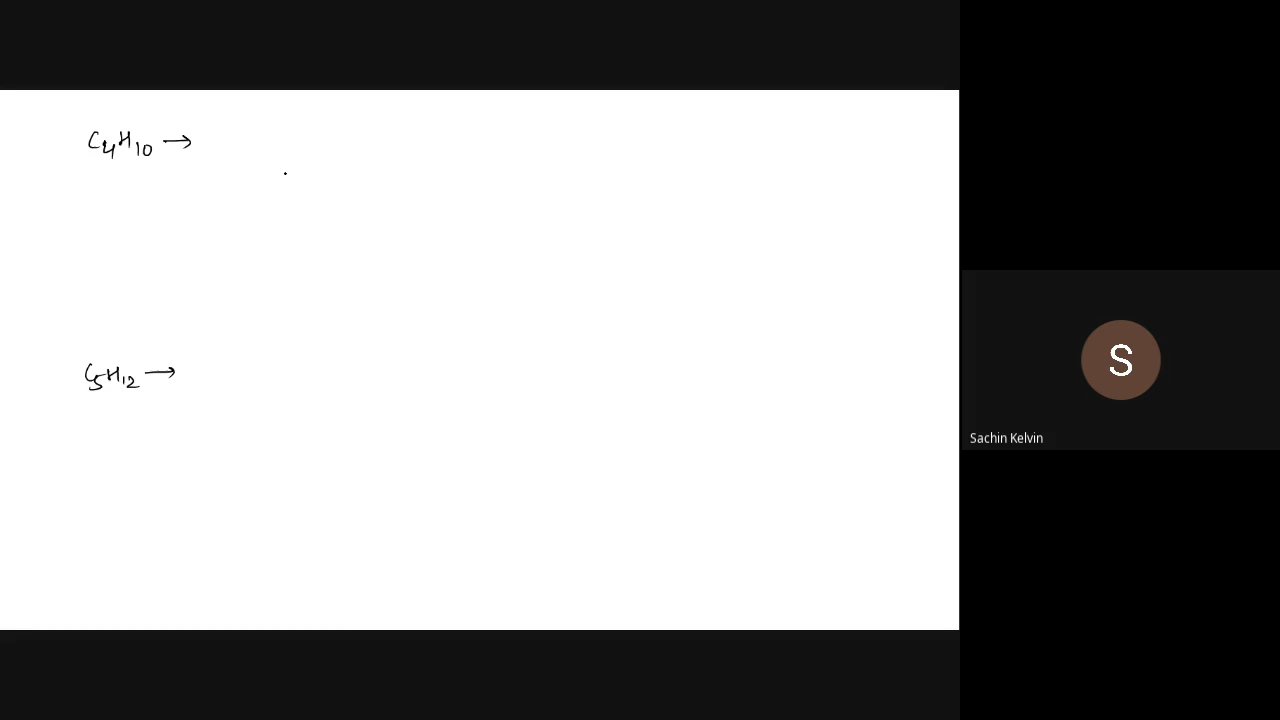 C₄H₁₀ →
C₅H₁₂ →
S
Sachin Kelvin